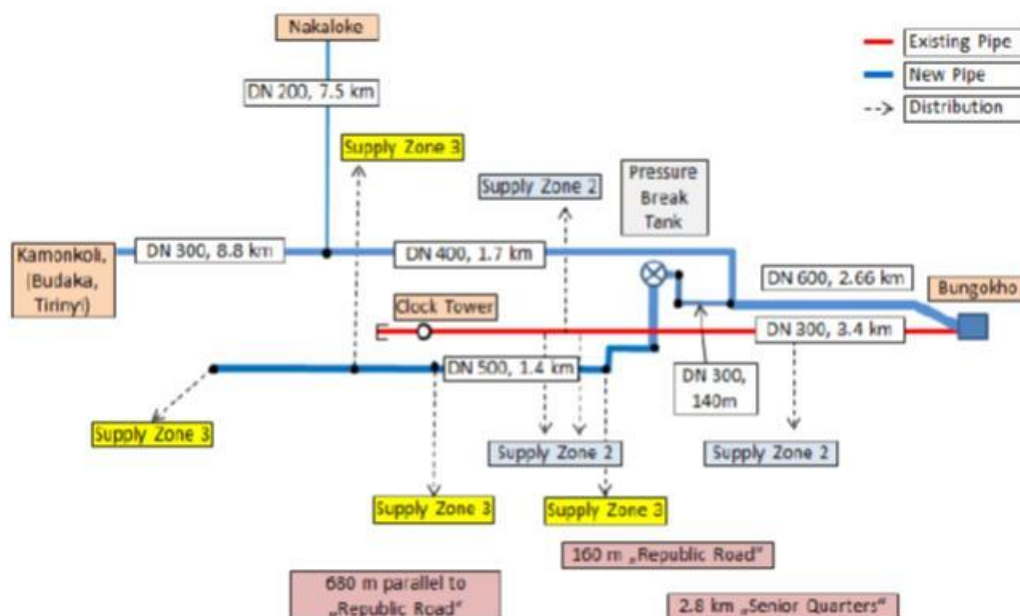 Nakaloke
DN 200, 7.5 km
Existing Pipe
New Pipe
Distribution
Supply Zone 3
Supply Zone 2
Pressure
Break
Tank
Kamonkoli,
(Budaka,
Tirinyi)
DN 300, 8.8 km
DN 400, 1.7 km
DN 600, 2.66 km
Bungokho
Clock Tower
DN 300, 3.4 km
DN 500, 1.4 km
DN 300,
140m
Supply Zone 3
Supply Zone 2
Supply Zone 2
Supply Zone 3
Supply Zone 3
160 m „Republic Road“
680 m parallel to
„Republic Road“
2.8 km „Senior Quarters“